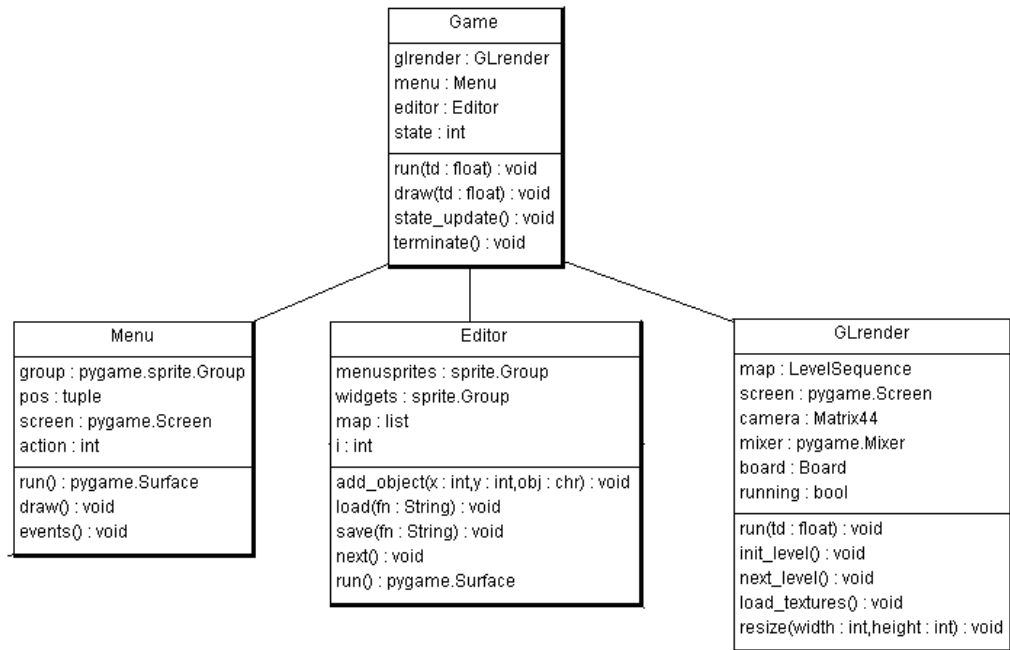 Game
glrender : GLrender
menu : Menu
editor : Editor
state : int
run(td : float) : void
draw(td : float) : void
state_update() : void
terminate() : void
Menu
group : pygame.sprite.Group
pos : tuple
screen : pygame.Screen
action : int
run() : pygame.Surface
draw() : void
events() : void
Editor
menusprites : sprite.Group
widgets : sprite.Group
map : list
i : int
add_object(x : int,y : int,obj : chr) : void
load(fn : String) : void
save(fn : String) : void
next() : void
run() : pygame.Surface
GLrender
map : LevelSequence
screen : pygame.Screen
camera : Matrix44
mixer : pygame.Mixer
board : Board
running : bool
run(td : float) : void
init_level() : void
next_level() : void
load_textures() : void
resize(width : int,height : int) : void